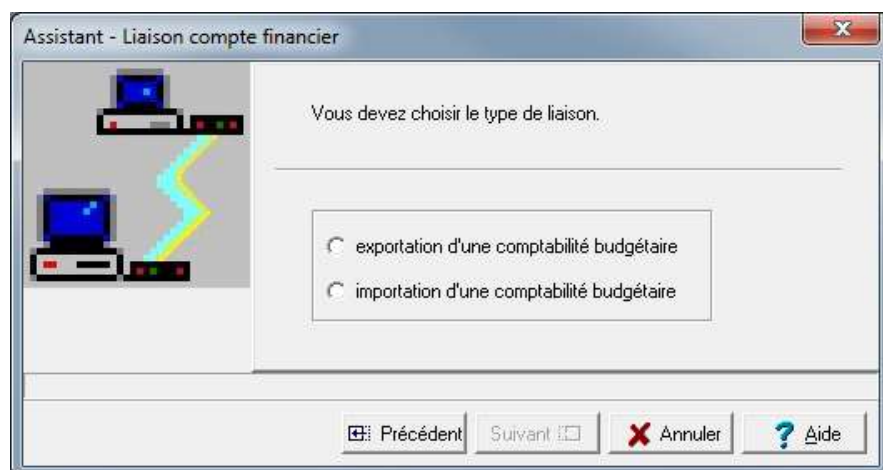 Assistant - Liaison compte financier
Vous devez choisir le type de liaison.
exportation d'une comptabilité budgétaire
importation d'une comptabilité budgétaire
Précédent Suivant Annuler Aide